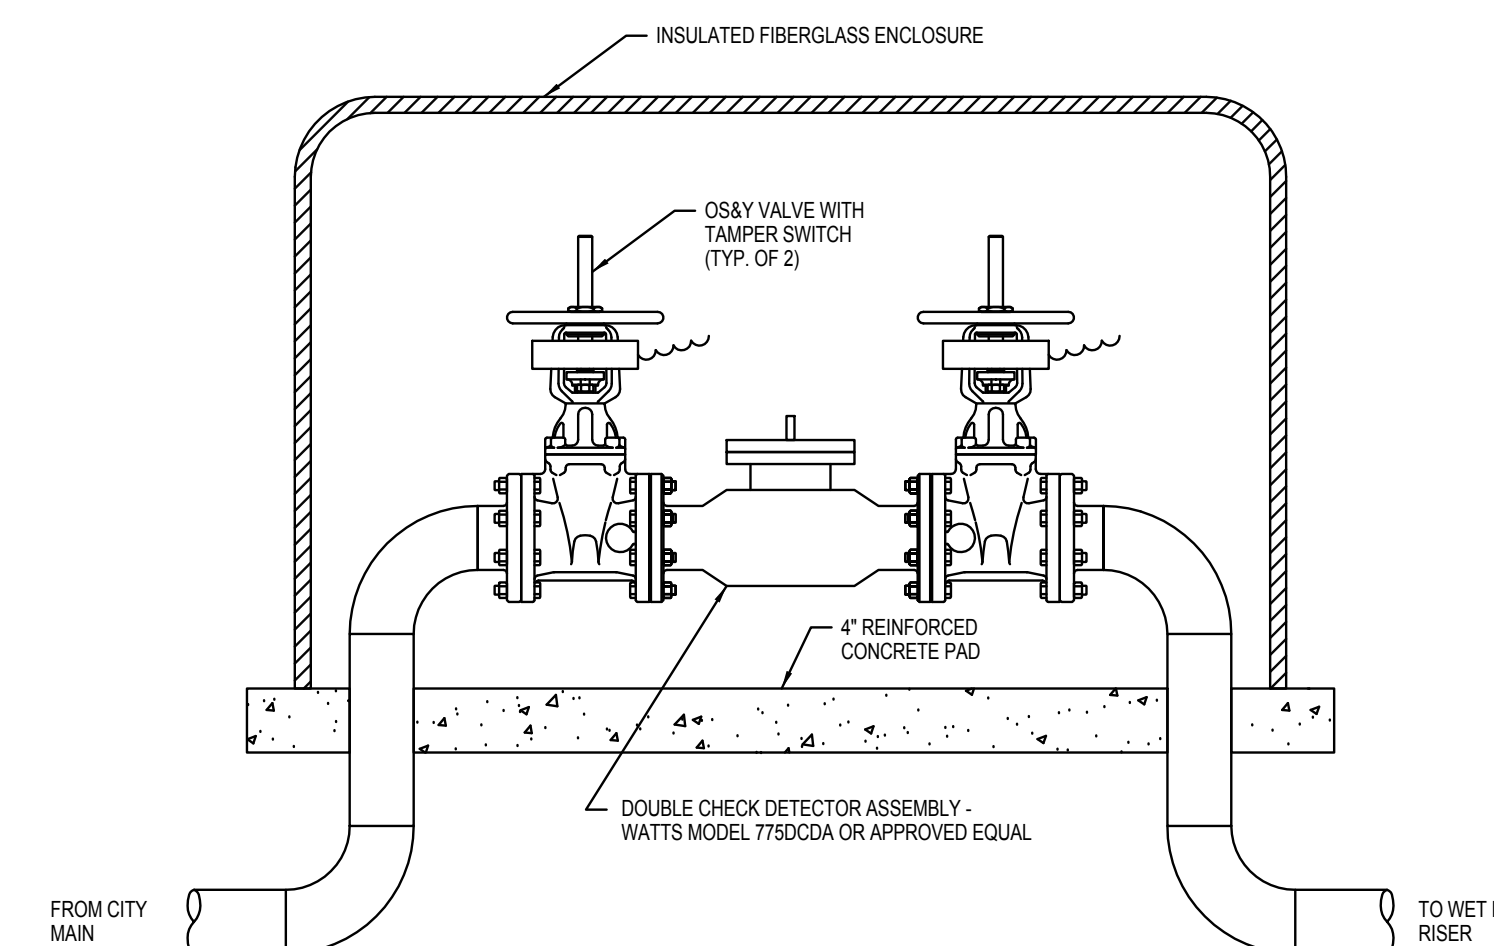 INSULATED FIBERGLASS ENCLOSURE
OS&Y VALVE WITH
TAMPER SWITCH
(TYP. OF 2)
4" REINFORCED
CONCRETE PAD
DOUBLE CHECK DETECTOR ASSEMBLY -
WATTS MODEL 775DCDA OR APPROVED EQUAL
FROM CITY
MAIN
TO WET
RISER